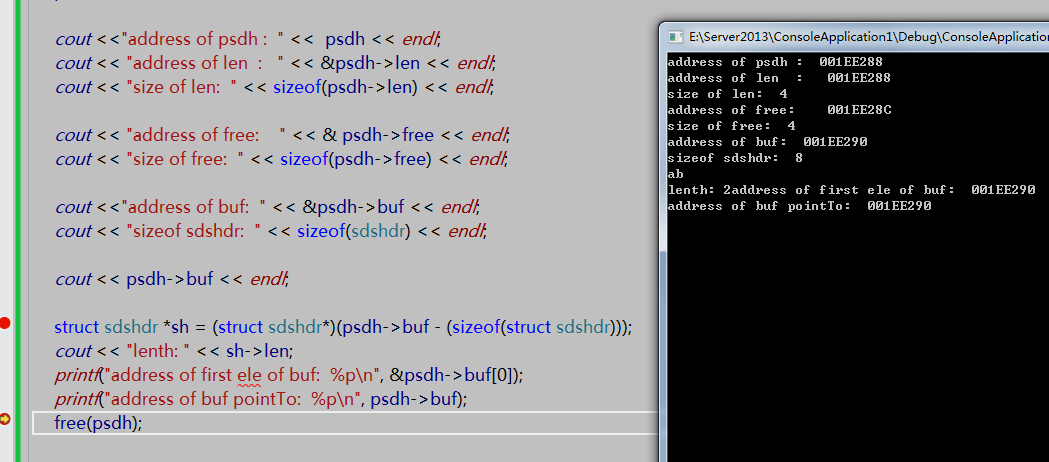 cout <<"address of psdh :  " <<  psdh << endl;
cout << "address of len  :   " << &psdh->len << endl;
cout << "size of len:  " << sizeof(psdh->len) << endl;
cout << "address of free:    " << & psdh->free << endl;
cout << "size of free:  " << sizeof(psdh->free) << endl;
cout <<"address of buf:  " << &psdh->buf << endl;
cout << "sizeof sdshdr:  " << sizeof(sdshdr) << endl;
cout << psdh->buf << endl;
struct sdshdr *sh = (struct sdshdr*)(psdh->buf - (sizeof(struct sdshdr)));
cout << "lenth: " << sh->len;
printf("address of first ele of buf:  %p\n", &psdh->buf[0]);
printf("address of buf pointTo:  %p\n", psdh->buf);
free(psdh);
E:\Server2013\ConsoleApplication1\Debug\ConsoleApplication
address of psdh :  001EE288
address of len  :   001EE288
size of len:  4
address of free:    001EE28C
size of free:  4
address of buf:  001EE290
sizeof sdshdr:  8
ab
lenth: 2address of first ele of buf:  001EE290
address of buf pointTo:  001EE290